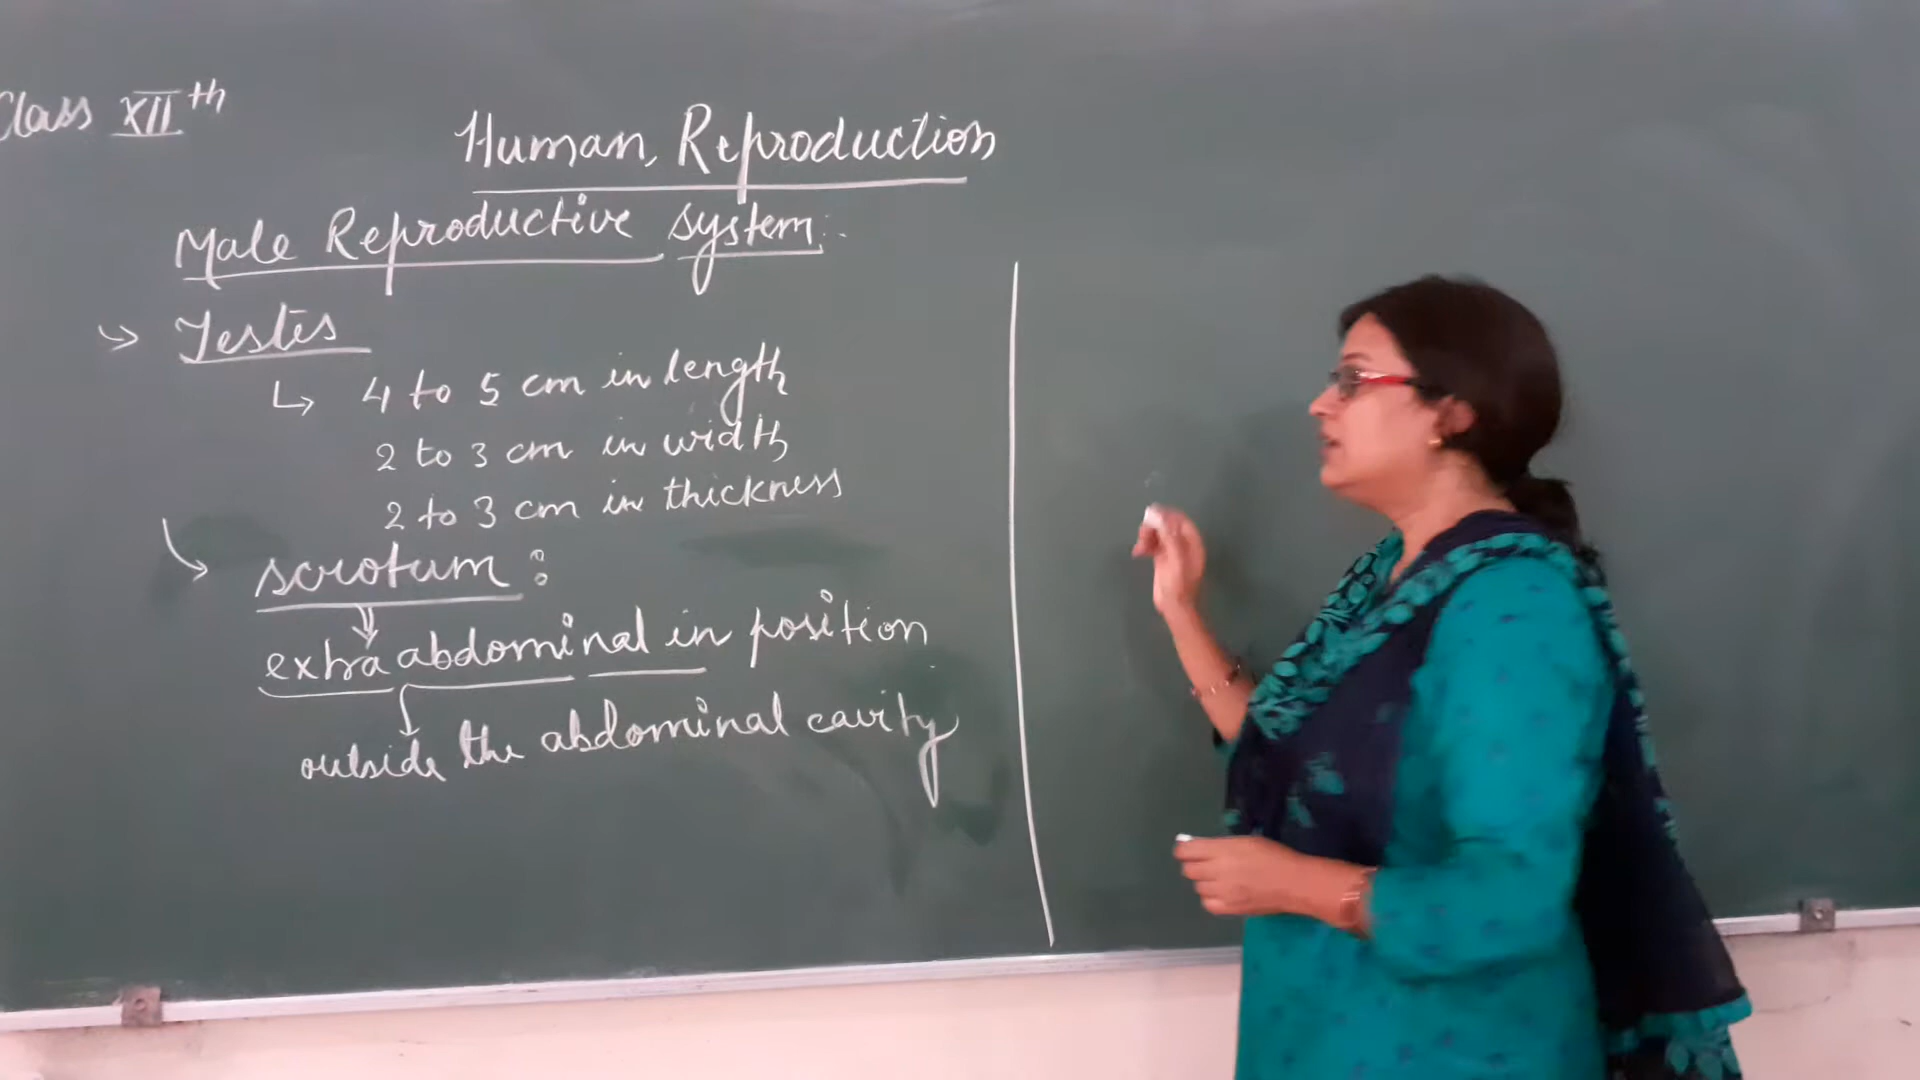 Class XIIth
Human Reproduction
Male Reproductive system:
Testes
4 to 5 cm in length
2 to 3 cm in width
2 to 3 cm in thickness
scrotum:
extra abdominal in position
outside the abdominal cavity